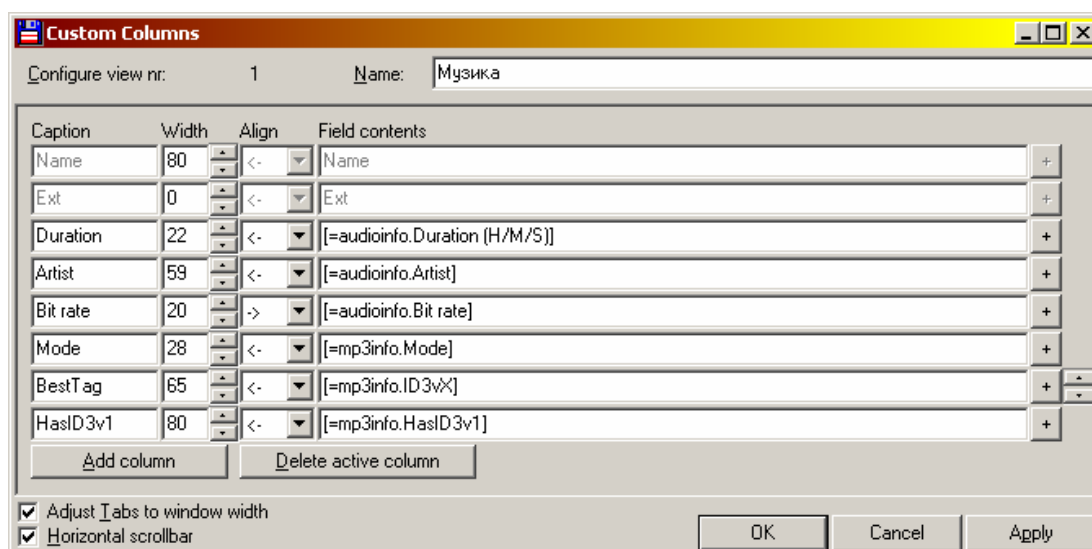 Custom Columns
Configure view nr: 1 Name: Музика
Caption Width Align Field contents
Name 80 <- Name +
Ext 0 <- Ext +
Duration 22 <- [=audioinfo.Duration (H/M/S)] +
Artist 59 <- [=audioinfo.Artist] +
Bit rate 20 -> [=audioinfo.Bit rate] +
Mode 28 <- [=mp3info.Mode] +
BestTag 65 <- [=mp3info.ID3vX] +
HasID3v1 80 <- [=mp3info.HasID3v1] +
Add column Delete active column
Adjust Tabs to window width
Horizontal scrollbar
OK Cancel Apply